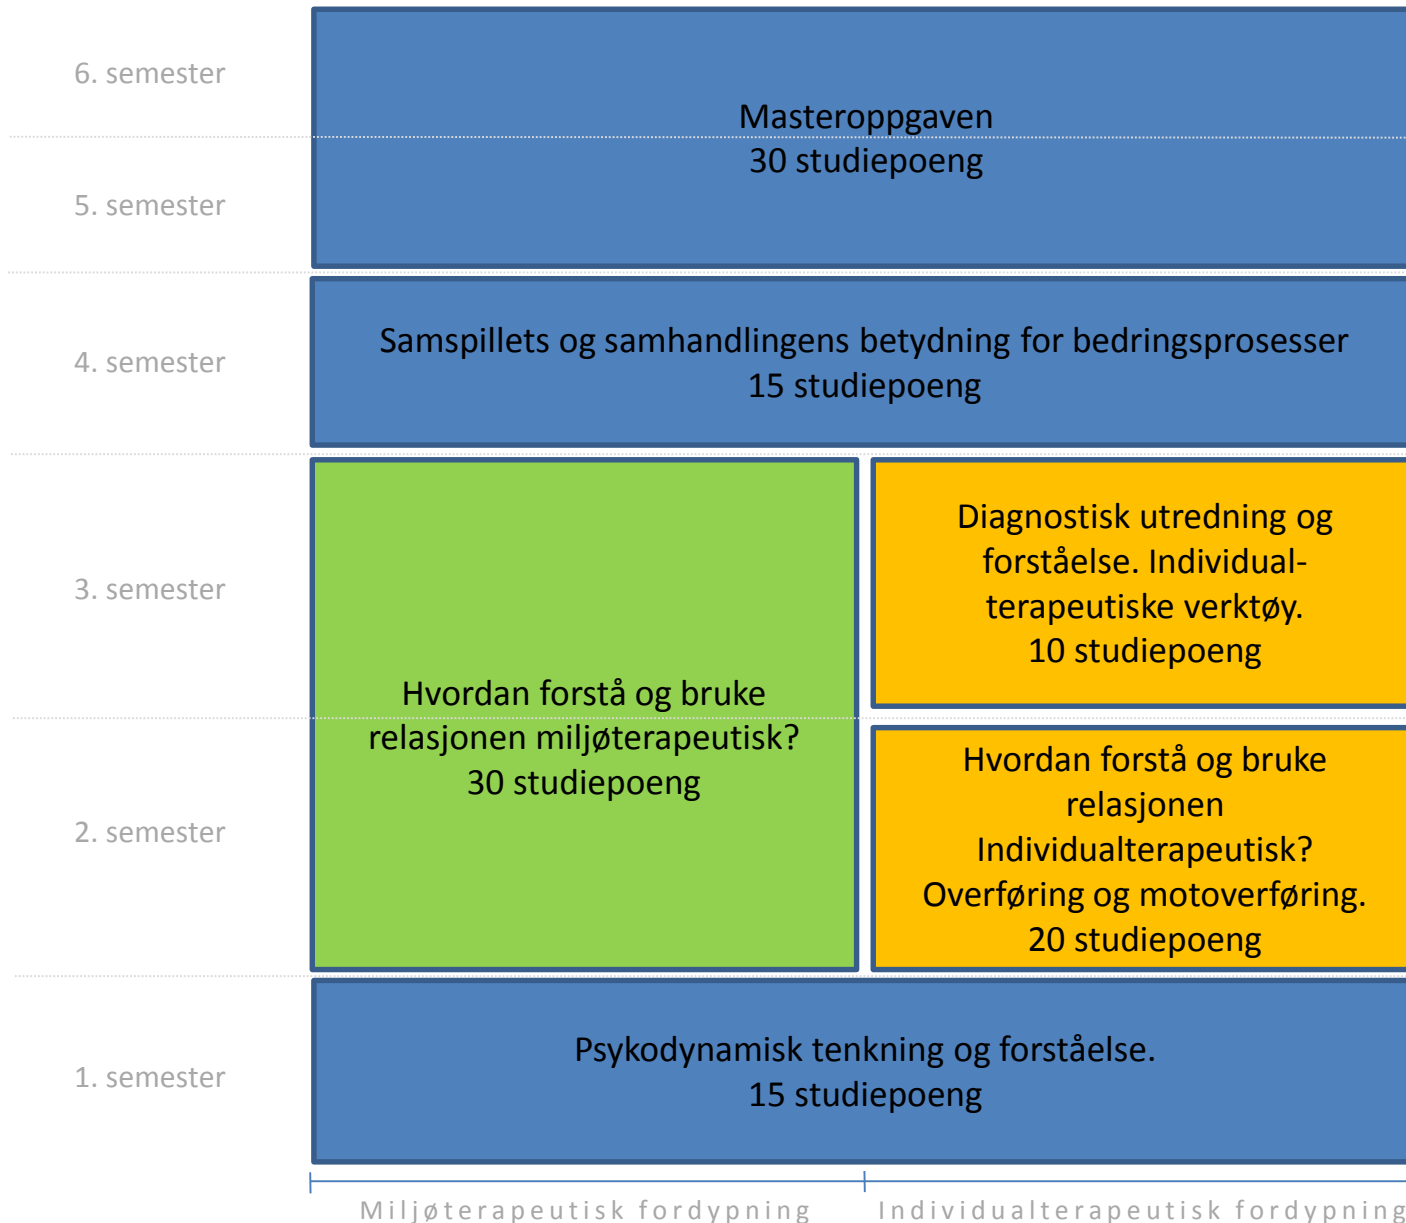 6. semester
Masteroppgaven
30 studiepoeng
5. semester
Samspillets og samhandlingens betydning for bedringsprosesser
4. semester
15 studiepoeng
Diagnostisk utredning og
forståelse. Individual-
terapeutiske verktøy.
10 studiepoeng
3. semester
Hvordan forstå og bruke
relasjonen miljøterapeutisk?
30 studiepoeng
Hvordan forstå og bruke
relasjonen
Individualterapeutisk?
Overføring og motoverføring.
20 studiepoeng
2. semester
Psykodynamisk tenkning og forståelse.
15 studiepoeng
1. semester
Miljøterapeutisk fordypning
Individualterapeutisk fordypning